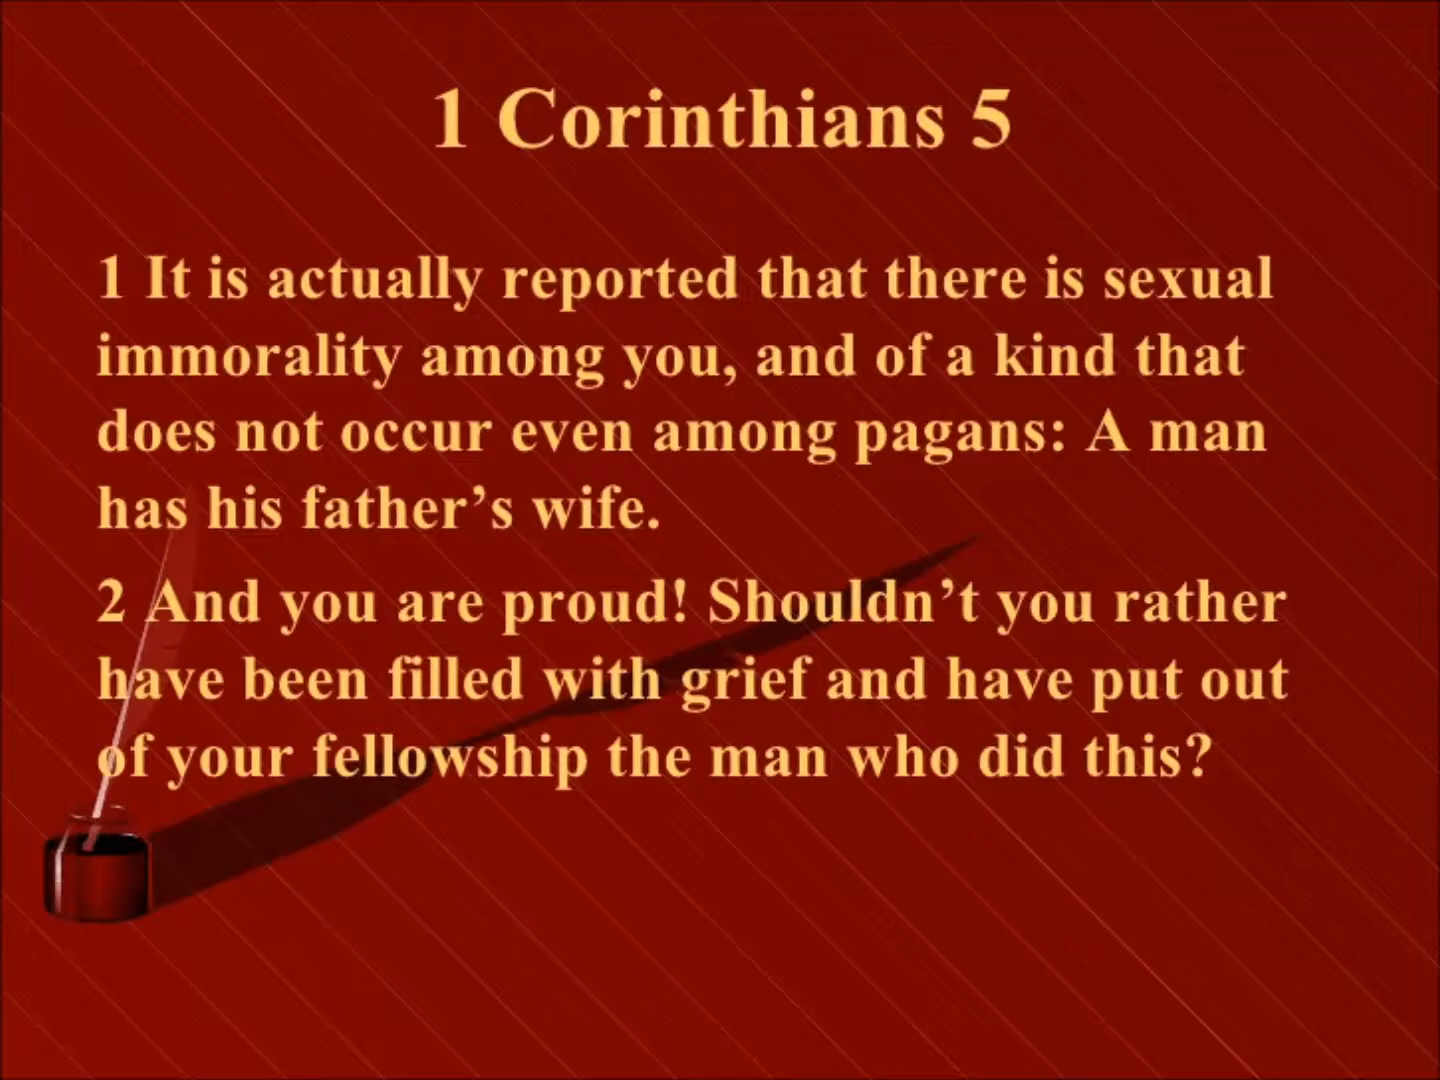 1 Corinthians 5
1 It is actually reported that there is sexual
immorality among you, and of a kind that
does not occur even among pagans: A man
has his father’s wife.
2 And you are proud! Shouldn’t you rather
have been filled with grief and have put out
of your fellowship the man who did this?